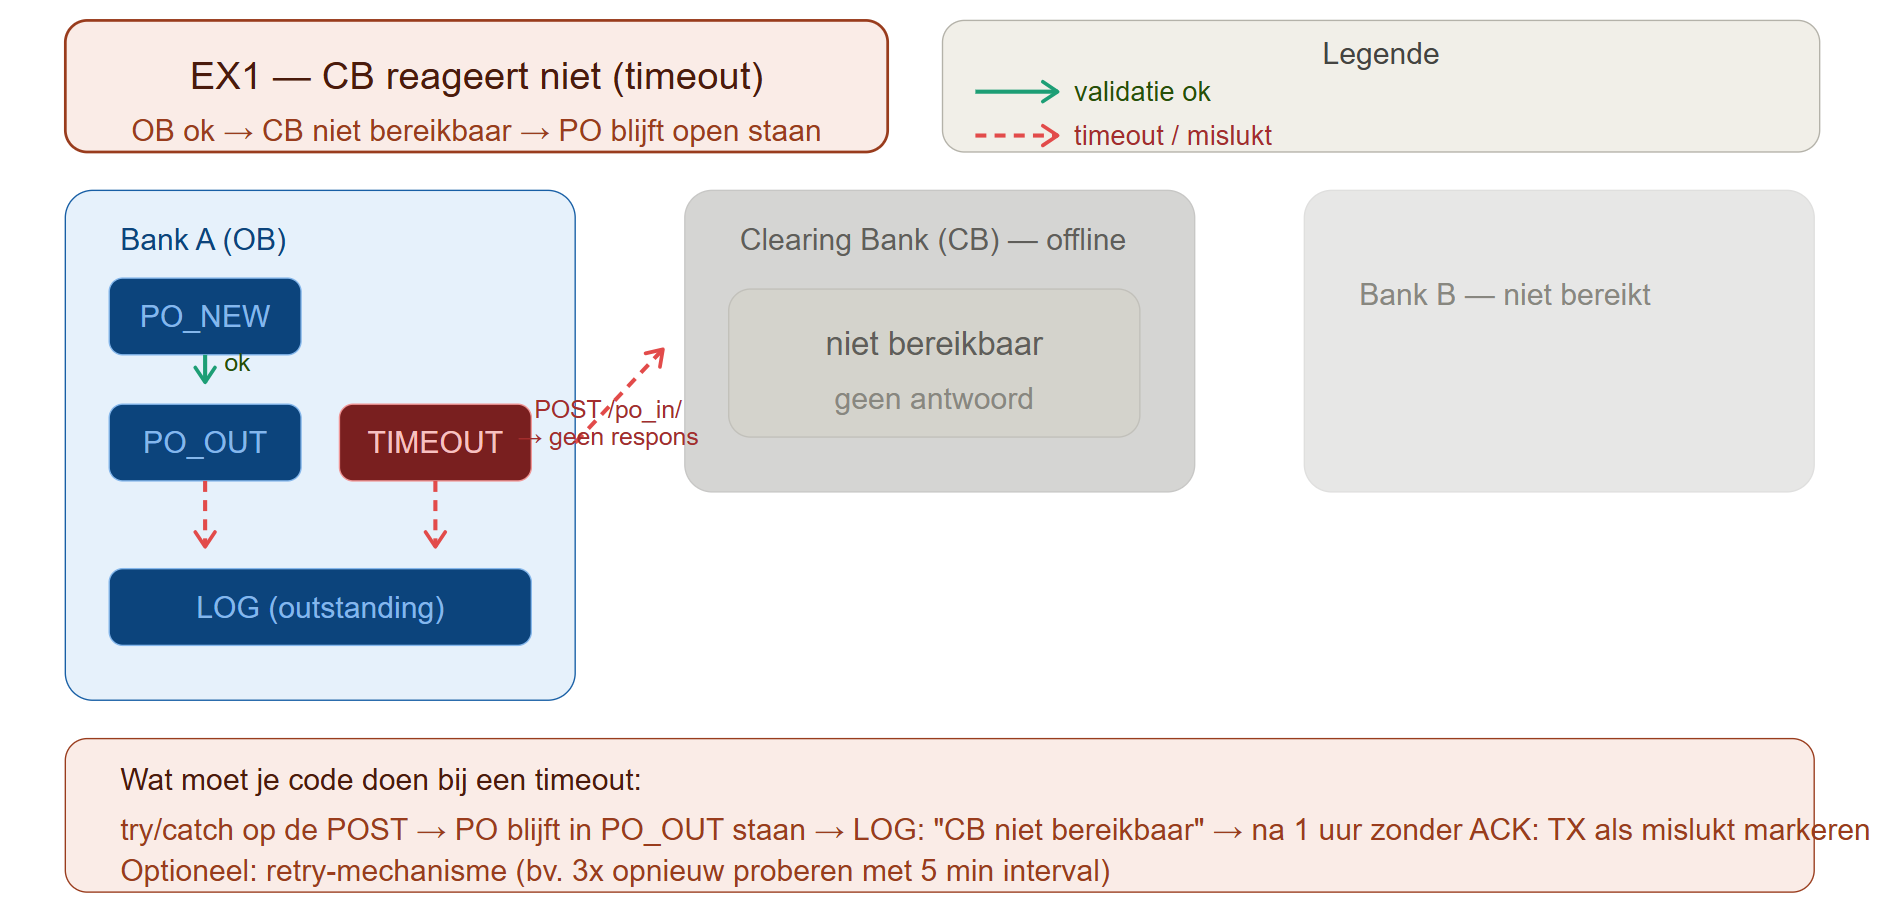 EX1 — CB reageert niet (timeout)
OB ok → CB niet bereikbaar → PO blijft open staan
Legende
validatie ok
timeout / mislukt
Bank A (OB)
PO_NEW
ok
PO_OUT
TIMEOUT
POST /po_in/
→ geen respons
LOG (outstanding)
Clearing Bank (CB) — offline
niet bereikbaar
geen antwoord
Bank B — niet bereikt
Wat moet je code doen bij een timeout:
try/catch op de POST → PO blijft in PO_OUT staan → LOG: "CB niet bereikbaar" → na 1 uur zonder ACK: TX als mislukt markeren
Optioneel: retry-mechanisme (bv. 3x opnieuw proberen met 5 min interval)